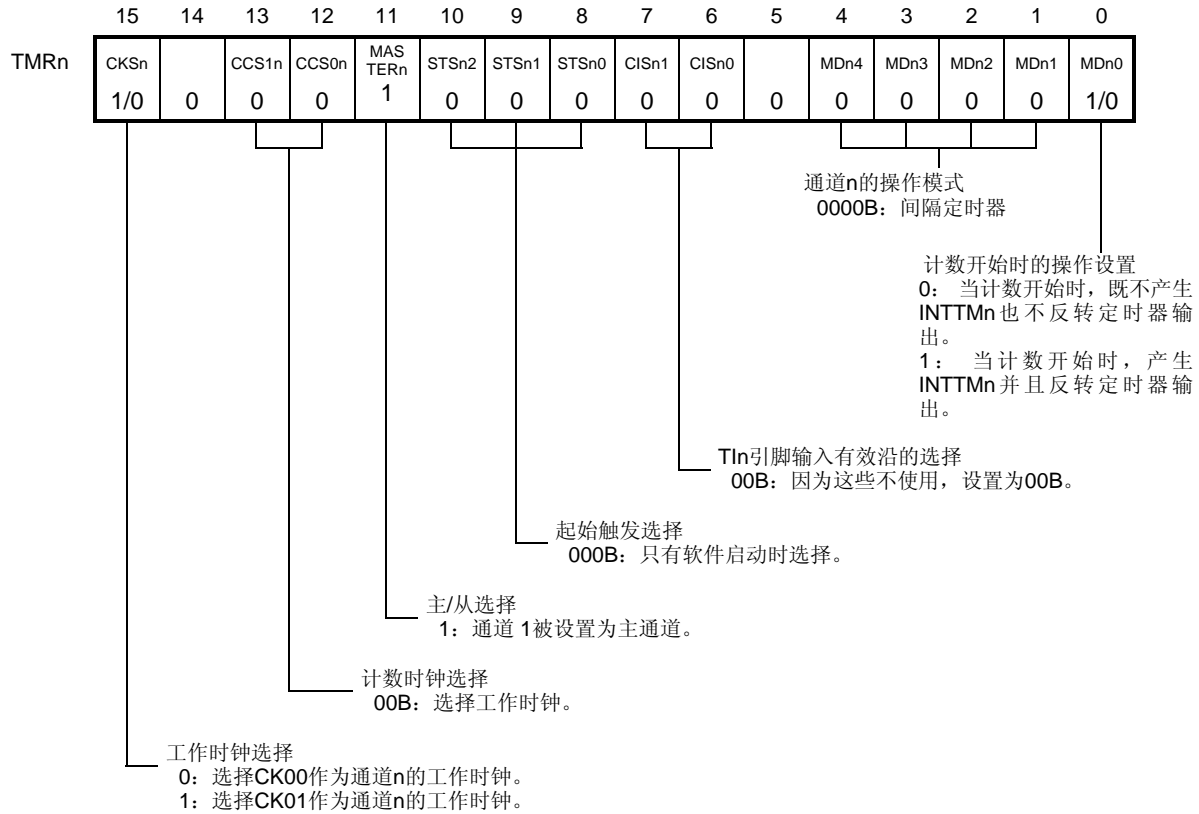 15 14 13 12 11 10 9 8 7 6 5 4 3 2 1 0
TMRn
CKSn CCS1n CCS0n MAS TERn STSn2 STSn1 STSn0 CISn1 CISn0 MDn4 MDn3 MDn2 MDn1 MDn0
1/0 0 0 0 1 0 0 0 0 0 0 0 0 0 0 1/0
通道n的操作模式
0000B：间隔定时器
计数开始时的操作设置
0： 当计数开始时，既不产生
INTTMn也不反转定时器输
出。
1： 当计数开始时，产生
INTTMn并且反转定时器输
出。
TIn引脚输入有效沿的选择
00B：因为这些不使用，设置为00B。
起始触发选择
000B：只有软件启动时选择。
主/从选择
1：通道 1被设置为主通道。
计数时钟选择
00B：选择工作时钟。
工作时钟选择
0：选择CK00作为通道n的工作时钟。
1：选择CK01作为通道n的工作时钟。